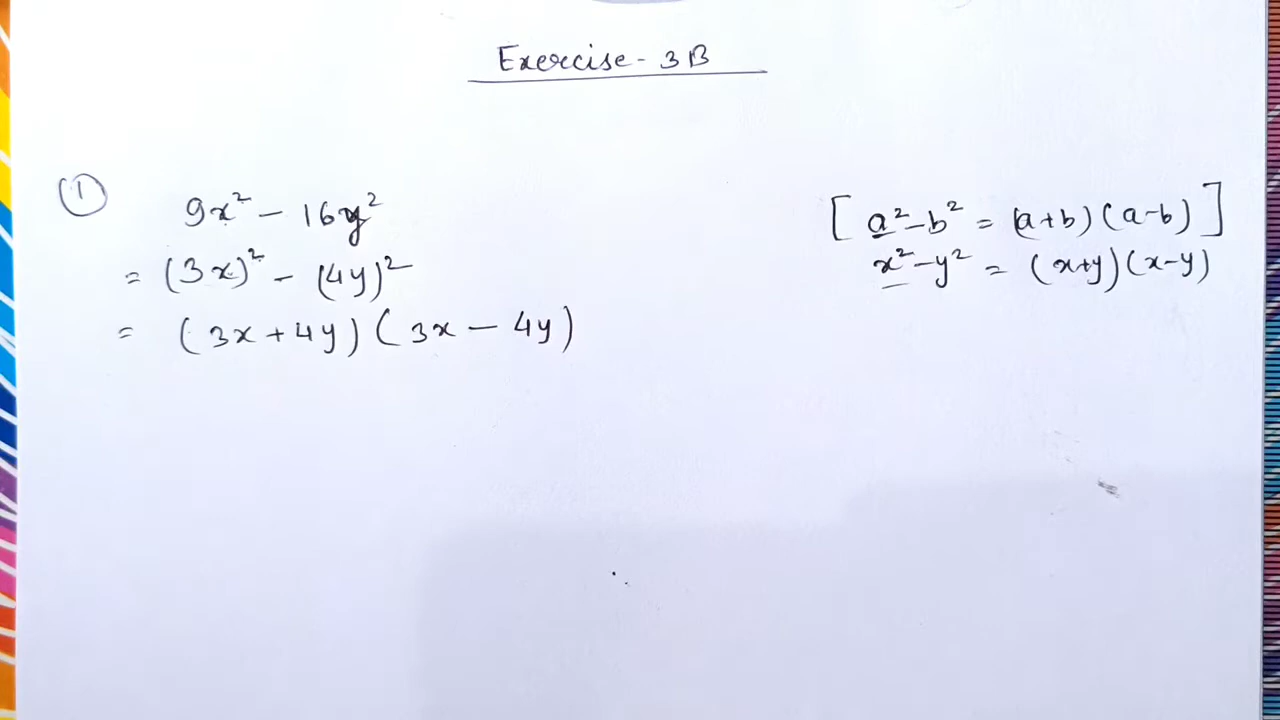 Exercise - 3B
① 9x² - 16y²
= (3x)² - (4y)²
= (3x + 4y) (3x - 4y)
[a² - b² = (a+b) (a-b)]
x² - y² = (x+y) (x-y)